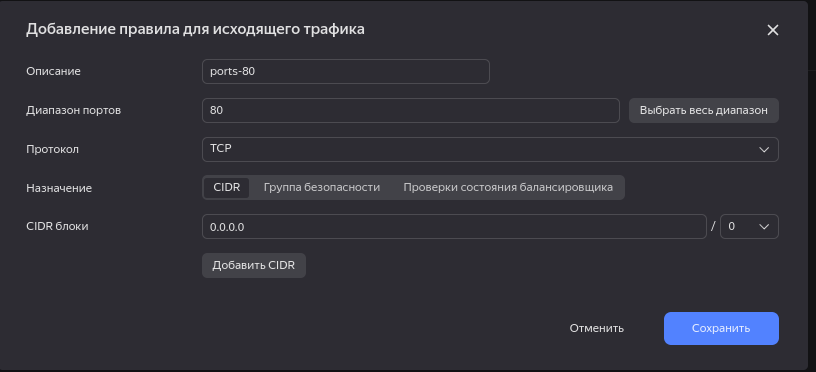 Добавление правила для исходящего трафика
Описание ports-80
Диапазон портов 80 Выбрать весь диапазон
Протокол TCP
Назначение CIDR Группа безопасности Проверки состояния балансировщика
CIDR блоки 0.0.0.0 / 0
Добавить CIDR
Отменить Сохранить